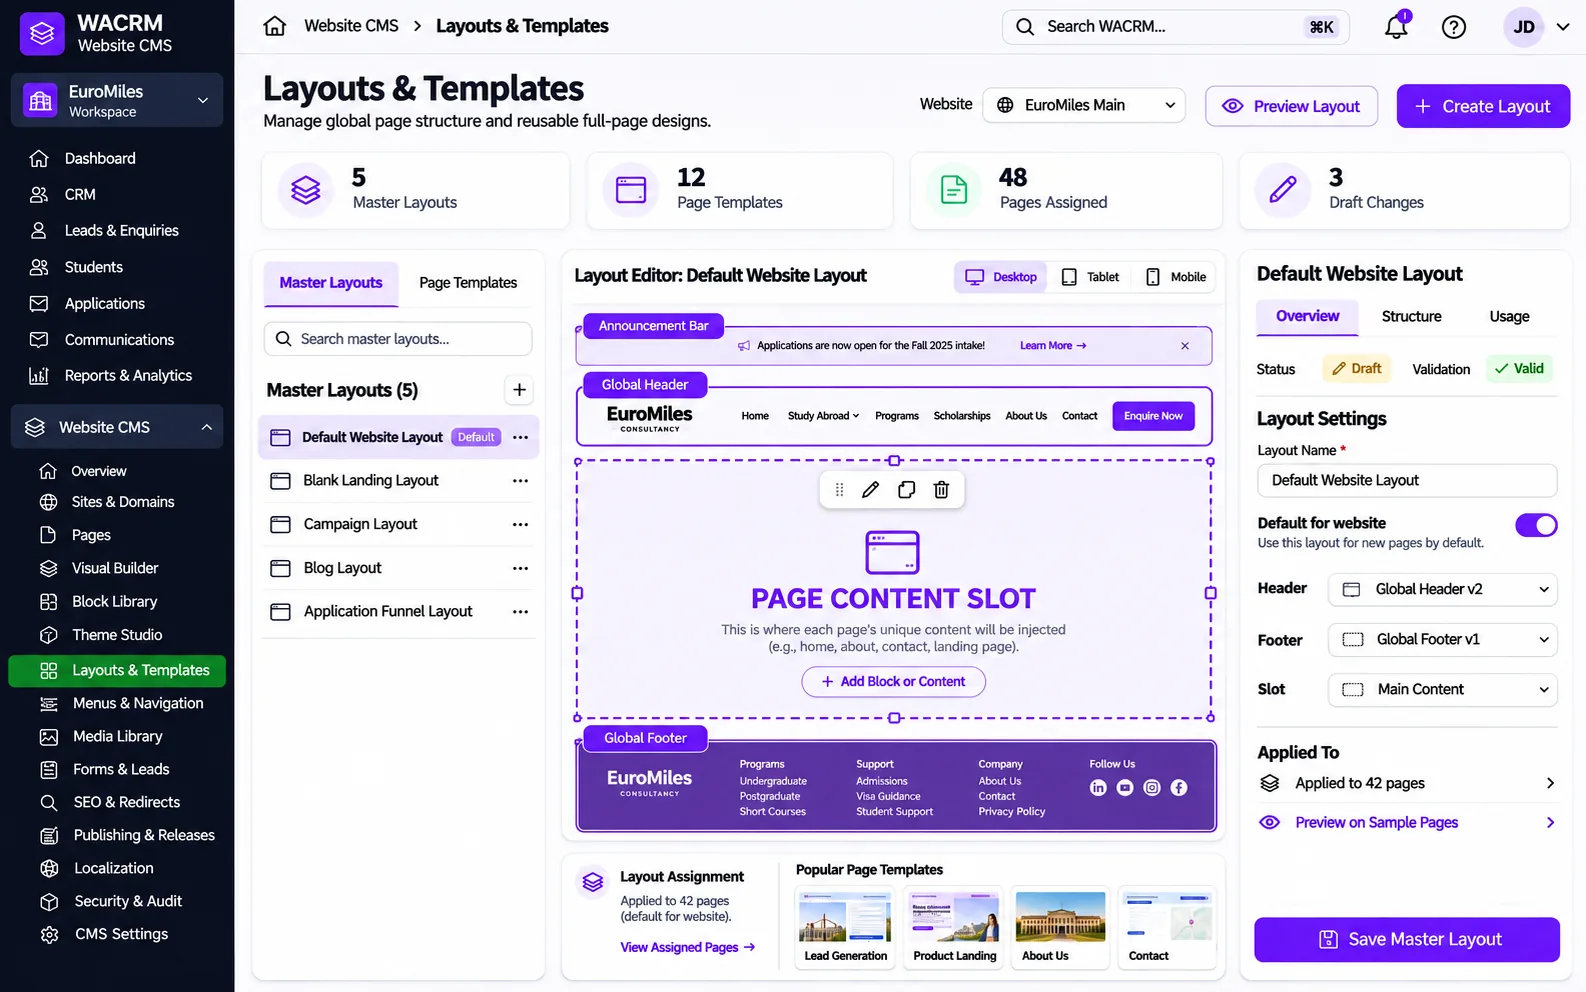 WACRM
Website CMS
EuroMiles
Workspace
Dashboard
CRM
Leads & Enquiries
Students
Applications
Communications
Reports & Analytics
Website CMS
Overview
Sites & Domains
Pages
Visual Builder
Block Library
Theme Studio
Layouts & Templates
Menus & Navigation
Media Library
Forms & Leads
SEO & Redirects
Publishing & Releases
Localization
Security & Audit
CMS Settings
Website CMS > Layouts & Templates
Search WACRM... ⌘K
JD
Layouts & Templates
Manage global page structure and reusable full-page designs.
Website EuroMiles Main
Preview Layout
+ Create Layout
5
Master Layouts
12
Page Templates
48
Pages Assigned
3
Draft Changes
Master Layouts Page Templates
Search master layouts...
Master Layouts (5) +
Default Website Layout Default
Blank Landing Layout
Campaign Layout
Blog Layout
Application Funnel Layout
Layout Editor: Default Website Layout
Desktop Tablet Mobile
Announcement Bar
Applications are now open for the Fall 2025 intake! Learn More →
Global Header
EuroMiles
CONSULTANCY
Home Study Abroad Programs Scholarships About Us Contact Enquire Now
PAGE CONTENT SLOT
This is where each page's unique content will be injected
(e.g., home, about, contact, landing page).
+ Add Block or Content
Global Footer
EuroMiles
CONSULTANCY
Programs
Undergraduate
Postgraduate
Short Courses
Support
Admissions
Visa Guidance
Student Support
Company
About Us
Contact
Privacy Policy
Follow Us
Layout Assignment
Applied to 42 pages
(default for website).
View Assigned Pages →
Popular Page Templates
Lead Generation
Product Landing
About Us
Contact
Default Website Layout
Overview Structure Usage
Status Draft Validation Valid
Layout Settings
Layout Name *
Default Website Layout
Default for website
Use this layout for new pages by default.
Header Global Header v2
Footer Global Footer v1
Slot Main Content
Applied To
Applied to 42 pages
Preview on Sample Pages
Save Master Layout